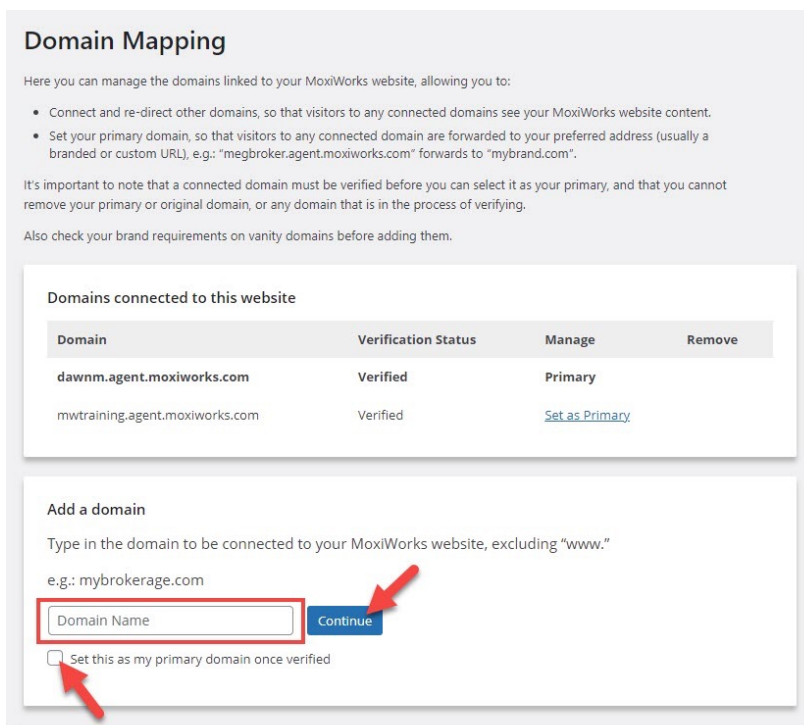 Domain Mapping
Here you can manage the domains linked to your MoxiWorks website, allowing you to:
• Connect and re-direct other domains, so that visitors to any connected domains see your MoxiWorks website content.
• Set your primary domain, so that visitors to any connected domain are forwarded to your preferred address (usually a
branded or custom URL), e.g.: “megbroker.agent.moxiworks.com” forwards to “mybrand.com”.
It's important to note that a connected domain must be verified before you can select it as your primary, and that you cannot
remove your primary or original domain, or any domain that is in the process of verifying.
Also check your brand requirements on vanity domains before adding them.
Domains connected to this website
Domain Verification Status Manage Remove
dawnm.agent.moxiworks.com Verified Primary
mwtraining.agent.moxiworks.com Verified Set as Primary
Add a domain
Type in the domain to be connected to your MoxiWorks website, excluding “www.”
e.g.: mybrokerage.com
Domain Name Continue
Set this as my primary domain once verified